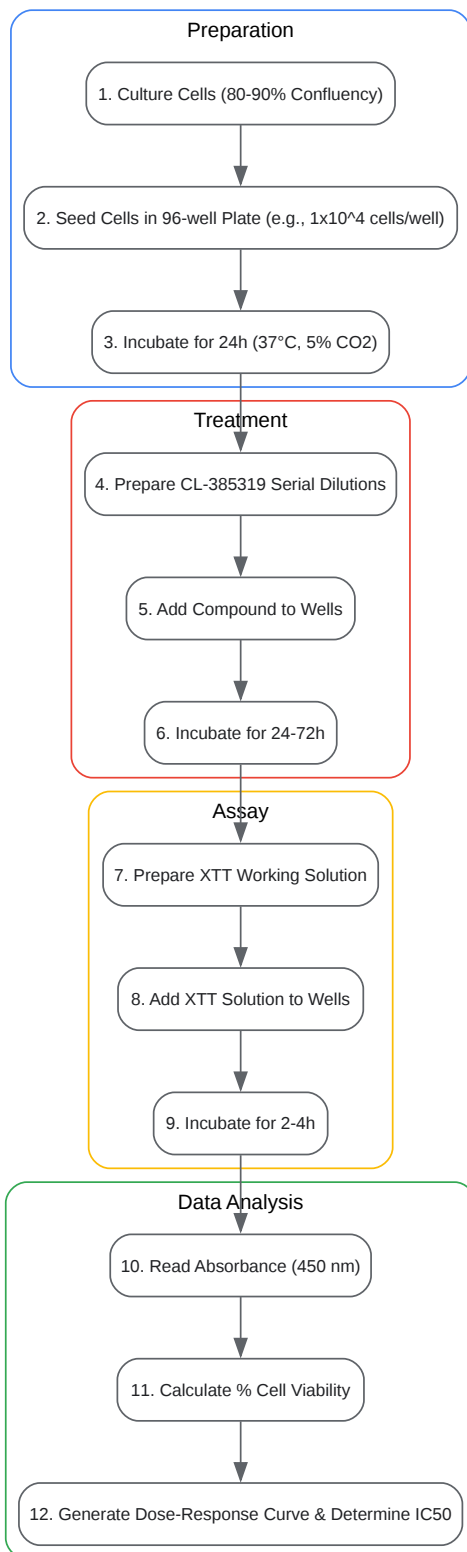 Preparation
1. Culture Cells (80-90% Confluency)
2. Seed Cells in 96-well Plate (e.g., 1x10^4 cells/well)
3. Incubate for 24h (37°C, 5% CO2)
Treatment
4. Prepare CL-385319 Serial Dilutions
5. Add Compound to Wells
6. Incubate for 24-72h
Assay
7. Prepare XTT Working Solution
8. Add XTT Solution to Wells
9. Incubate for 2-4h
Data Analysis
10. Read Absorbance (450 nm)
11. Calculate % Cell Viability
12. Generate Dose-Response Curve & Determine IC50